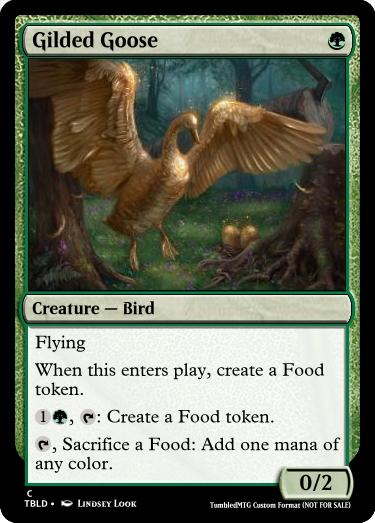 Gilded Goose
Creature — Bird
Flying
When this enters play, create a Food
token.
1, : Create a Food token.
, Sacrifice a Food: Add one mana of
any color.
0/2
C
TBLD • Lindsey Look
TumbledMTG Custom Format (NOT FOR SALE)